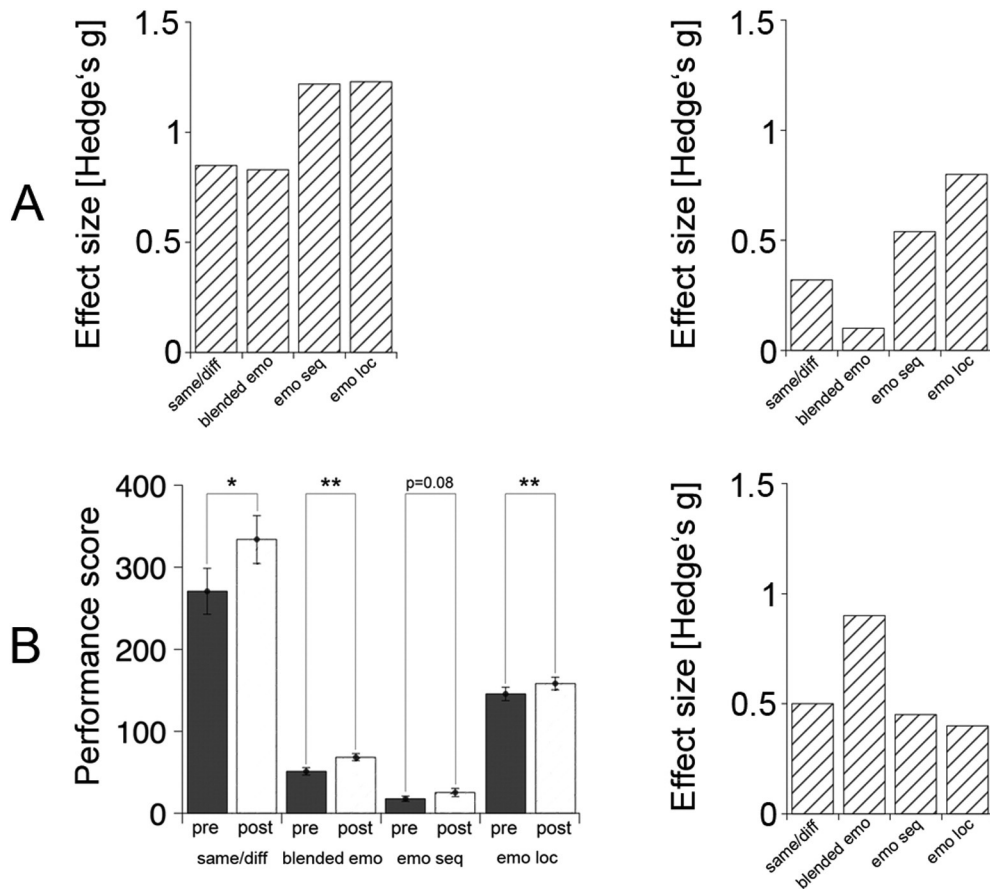 A
Effect size [Hedge‘s g]
1.5
1
0.5
0
same/diff
blended emo
emo seq
emo loc
Effect size [Hedge‘s g]
1.5
1
0.5
0
same/diff
blended emo
emo seq
emo loc
B
Performance score
400
300
200
100
0
*
**
p=0.08
**
pre post pre post pre post pre post
same/diff blended emo emo seq emo loc
Effect size [Hedge‘s g]
1.5
1
0.5
0
same/diff
blended emo
emo seq
emo loc